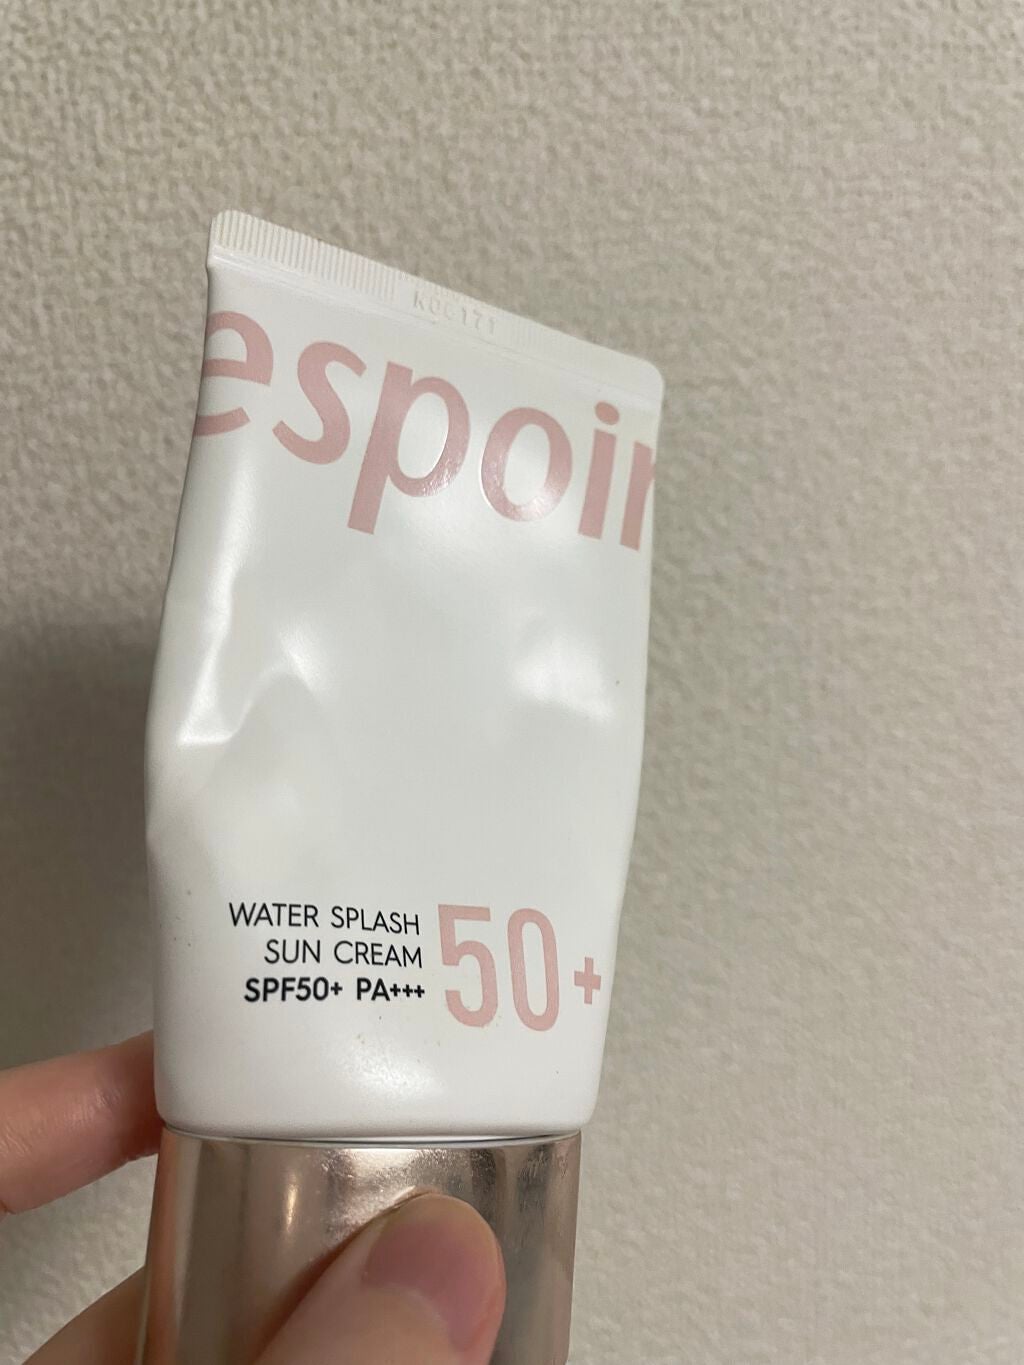 espoir
WATER SPLASH
SUN CREAM
SPF50+ PA+++
50+